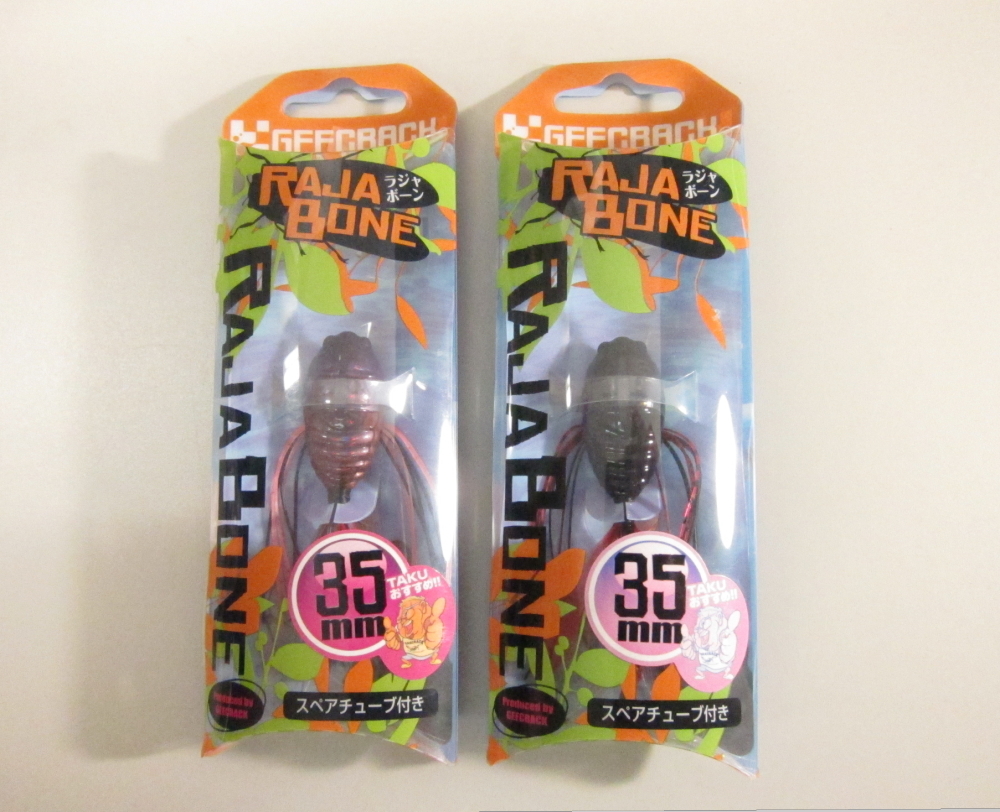 GEECRACK
RAJA ラジャ
BONE ボーン
RAJA BONE
35
mm
TAKU
おすすめ!!
Produced by
GEECRACK
スペアチューブ付き
GEECRACK
RAJA ラジャ
BONE ボーン
RAJA BONE
35
mm
TAKU
おすすめ!!
Produced by
GEECRACK
スペアチューブ付き